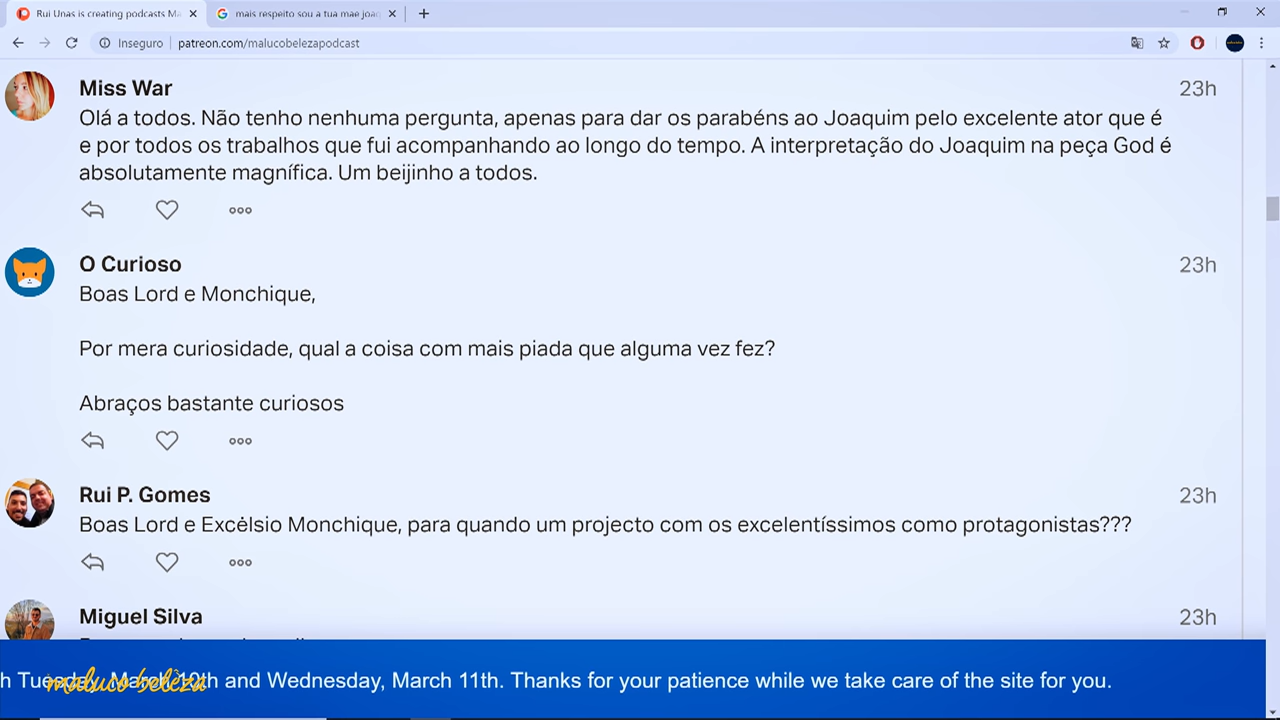 Rui Unas is creating podcasts Ma
mais respeito sou a tua mae joaq
Inseguro
patreon.com/malucobelezapodcast
Miss War
23h
Olá a todos. Não tenho nenhuma pergunta, apenas para dar os parabéns ao Joaquim pelo excelente ator que é
e por todos os trabalhos que fui acompanhando ao longo do tempo. A interpretação do Joaquim na peça God é
absolutamente magnífica. Um beijinho a todos.
O Curioso
23h
Boas Lord e Monchique,
Por mera curiosidade, qual a coisa com mais piada que alguma vez fez?
Abraços bastante curiosos
Rui P. Gomes
23h
Boas Lord e Excélsio Monchique, para quando um projecto com os excelentíssimos como protagonistas???
Miguel Silva
23h
maluco beleza
March 10th and Wednesday, March 11th. Thanks for your patience while we take care of the site for you.